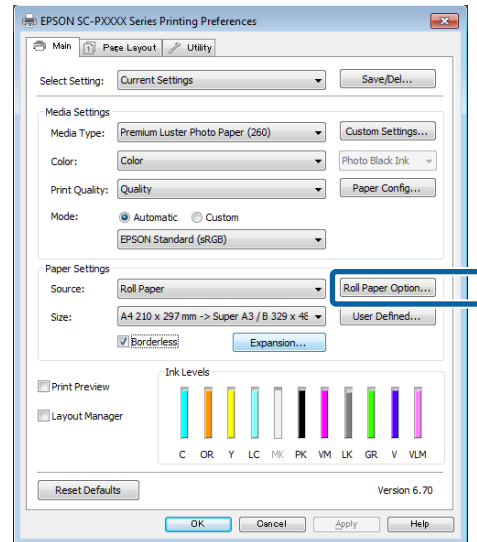 EPSON SC-PXXXX Series Printing Preferences
Main Page Layout Utility
Select Setting: Current Settings Save/Del...
Media Settings
Media Type: Premium Luster Photo Paper (260) Custom Settings...
Color: Color Photo Black Ink
Print Quality: Quality Paper Config...
Mode: Automatic Custom
EPSON Standard (sRGB)
Paper Settings
Source: Roll Paper Roll Paper Option...
Size: A4 210 x 297 mm -> Super A3 / B 329 x 48 User Defined...
Borderless Expansion...
Ink Levels
Print Preview
Layout Manager
C OR Y LC MK PK VM LK GR V VLM
Reset Defaults Version 6.70
OK Cancel Apply Help